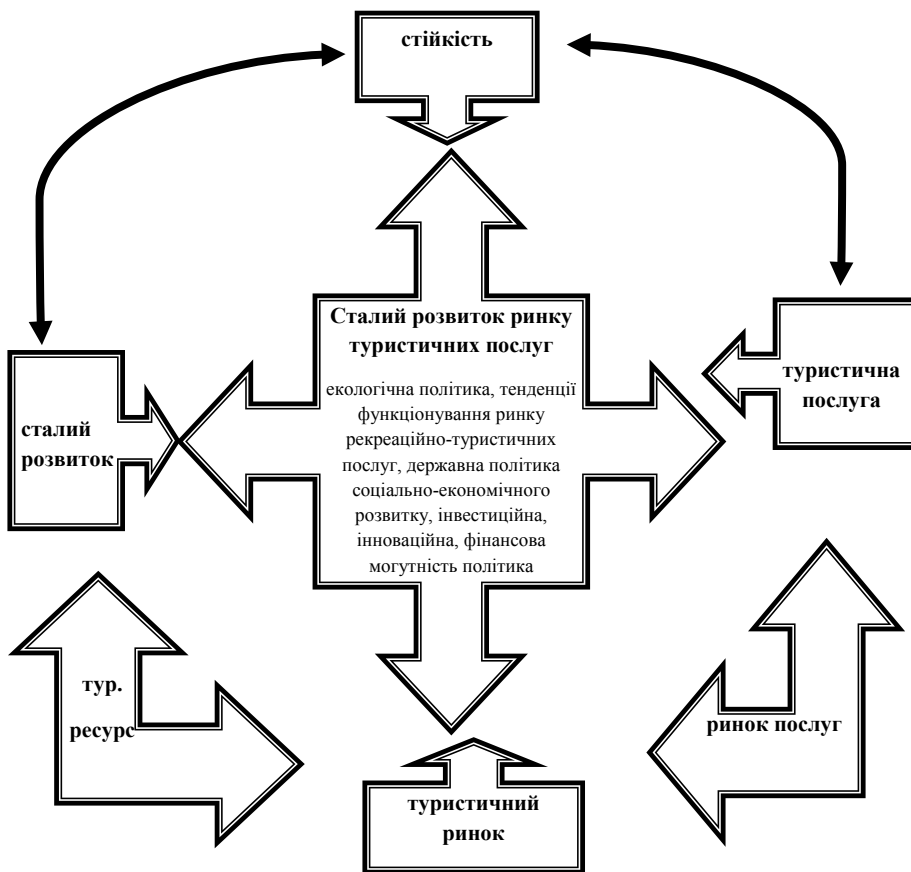 стійкість
Сталий розвиток ринку
туристичних послуг
екологічна політика, тенденції
функціонування ринку
рекреаційно-туристичних
послуг, державна політика
соціально-економічного
розвитку, інвестиційна,
інноваційна, фінансова
могутність політика
сталий
розвиток
туристична
послуга
тур.
ресурс
ринок послуг
туристичний
ринок